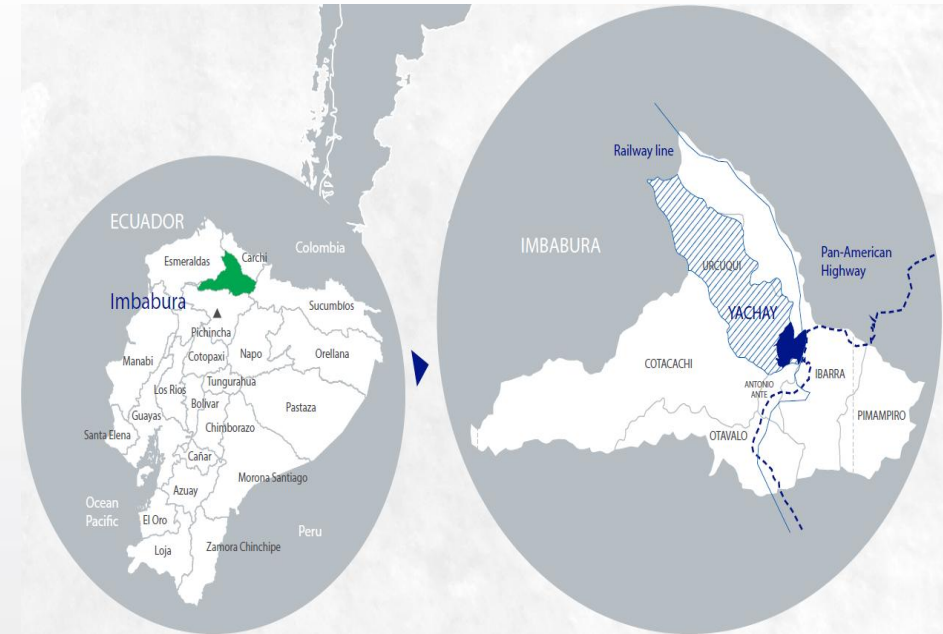 ECUADOR
Colombia
Esmeraldas
Carchi
Imbabura
Sucumbios
Pichincha
Manabi
Cotopaxi
Napo
Orellana
Tungurahua
Los Rios
Bolivar
Pastaza
Guayas
Chimborazo
Santa Elena
Cañar
Morona Santiago
Azuay
Ocean
Pacific
El Oro
Peru
Loja
Zamora Chinchipe
Railway line
IMBABURA
Pan-American
Highway
URCUQUI
YACHAY
COTACACHI
IBARRA
ANTONIO
ANTE
PIMAMPIRO
OTAVALO